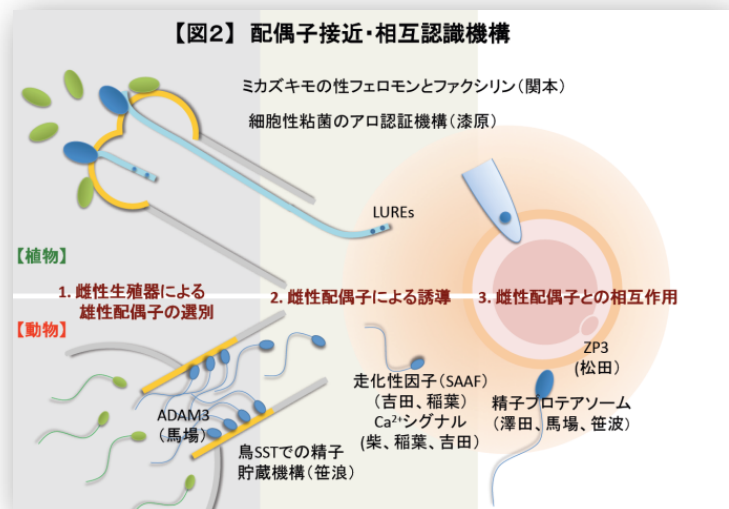 【図2】 配偶子接近・相互認識機構
ミカズキモの性フェロモンとファクシリン(関本)
細胞性粘菌のアロ認証機構(漆原)
LUREs
【植物】
1. 雌性生殖器による
雄性配偶子の選別
2. 雌性配偶子による誘導
3. 雌性配偶子との相互作用
【動物】
ADAM3
(馬場)
鳥SSTでの精子
貯蔵機構(笹浪)
走化性因子(SAAF)
(吉田、稲葉)
Ca²⁺シグナル
(柴、稲葉、吉田)
ZP3
(松田)
精子プロテアソーム
(澤田、馬場、笹波)